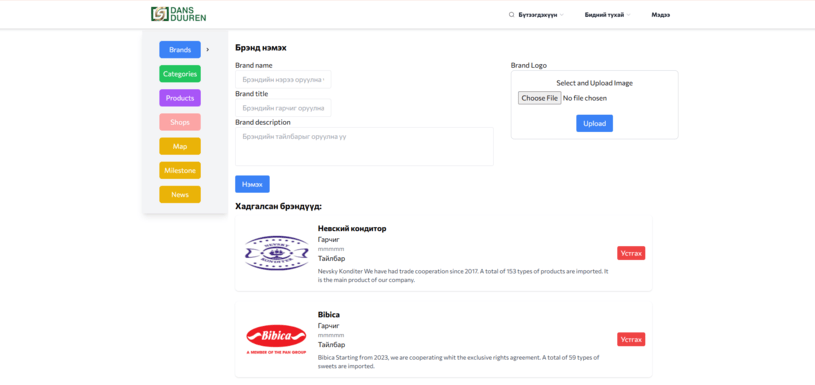 DANS
DUUREN
Бүтээгдэхүүн
Бидний тухай
Мэдээ
Brands
Categories
Products
Shops
Map
Milestone
News
Брэнд нэмэх
Brand name
Брэндийн нэрээ оруулна
Brand title
Брэндийн гарчиг оруулна
Brand description
Брэндийн тайлбарыг оруулна уу
Нэмэх
Brand Logo
Select and Upload Image
Choose File No file chosen
Upload
Хадгалсан брэндүүд:
NEVSKY
KONDITER
Невский кондитор
Гарчиг
mmmmm
Тайлбар
Nevsky Konditer We have had trade cooperation since 2017. A total of 153 types of products are imported. It
is the main product of our company.
Устгах
Bibica
A MEMBER OF THE PAN GROUP
Bibica
Гарчиг
mmmmm
Тайлбар
Bibica Starting from 2023, we are cooperating whit the exclusive rights agreement. A total of 59 types of
sweets are imported.
Устгах